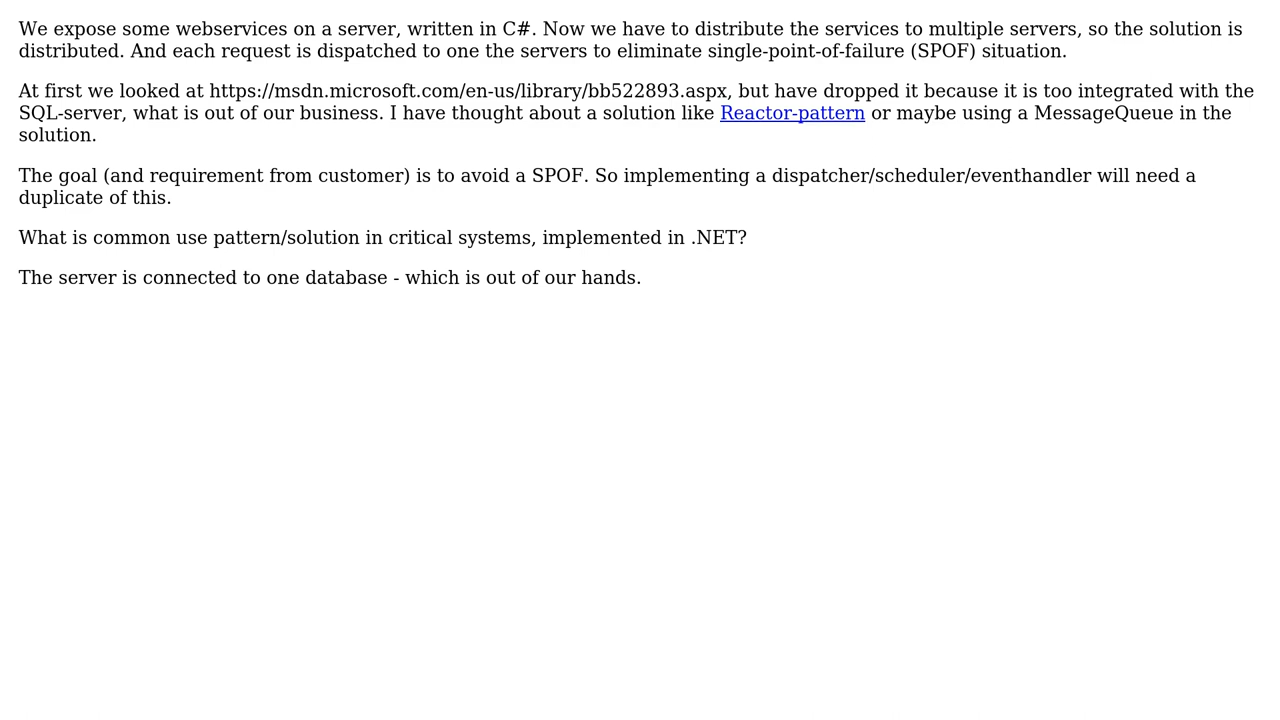 We expose some webservices on a server, written in C#. Now we have to distribute the services to multiple servers, so the solution is
distributed. And each request is dispatched to one the servers to eliminate single-point-of-failure (SPOF) situation.
At first we looked at https://msdn.microsoft.com/en-us/library/bb522893.aspx, but have dropped it because it is too integrated with the
SQL-server, what is out of our business. I have thought about a solution like Reactor-pattern or maybe using a MessageQueue in the
solution.
The goal (and requirement from customer) is to avoid a SPOF. So implementing a dispatcher/scheduler/eventhandler will need a
duplicate of this.
What is common use pattern/solution in critical systems, implemented in .NET?
The server is connected to one database - which is out of our hands.